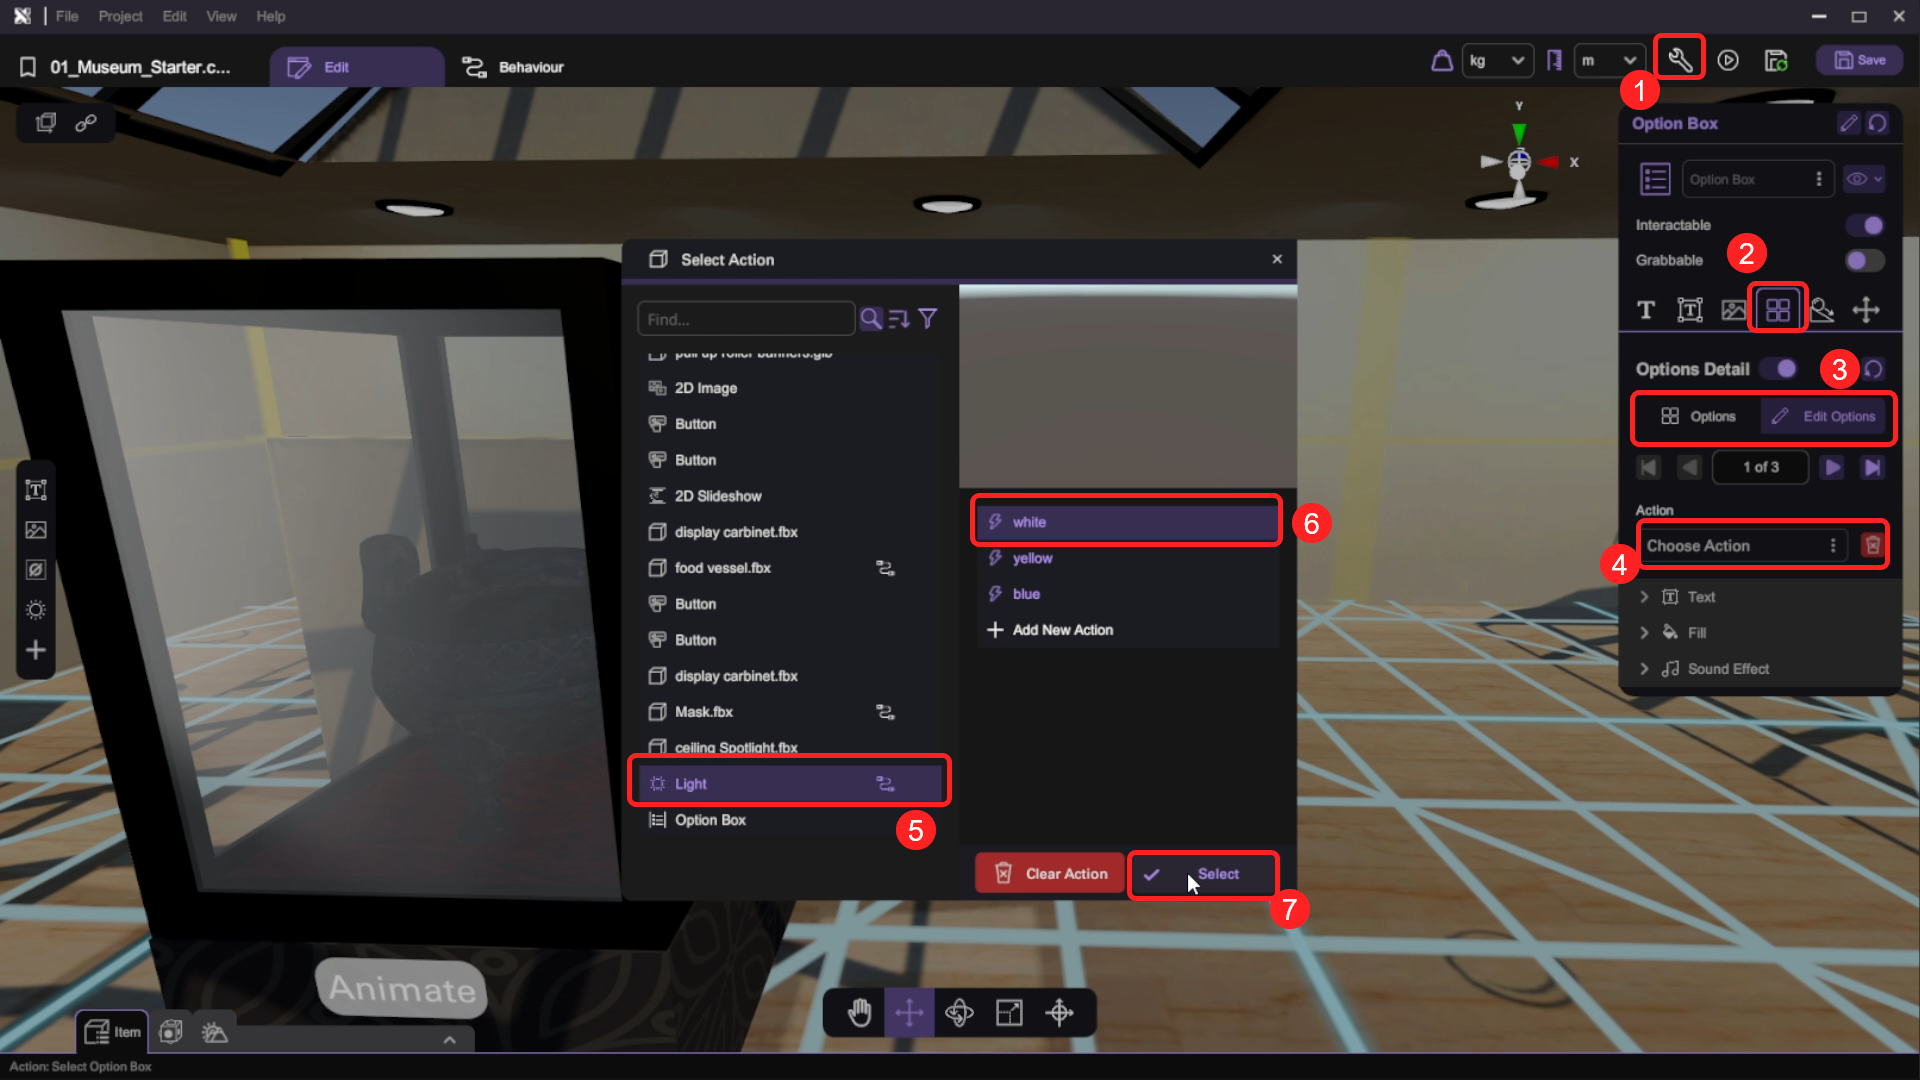 File Project Edit View Help
01_Museum_Starter.c...
Edit
Behaviour
kg
m
Save
1
Y
X
Option Box
Option Box
Interactable
Grabbable
2
T
Options Detail
3
Options
Edit Options
1 of 3
Action
Choose Action
4
Text
Fill
Sound Effect
Select Action
Find...
pull up roller banners.glb
2D Image
Button
Button
2D Slideshow
display carbinet.fbx
food vessel.fbx
Button
Button
display carbinet.fbx
Mask.fbx
ceiling Spotlight.fbx
Light
Option Box
5
white
6
yellow
blue
Add New Action
Clear Action
Select
7
Animate
Item
Action: Select Option Box